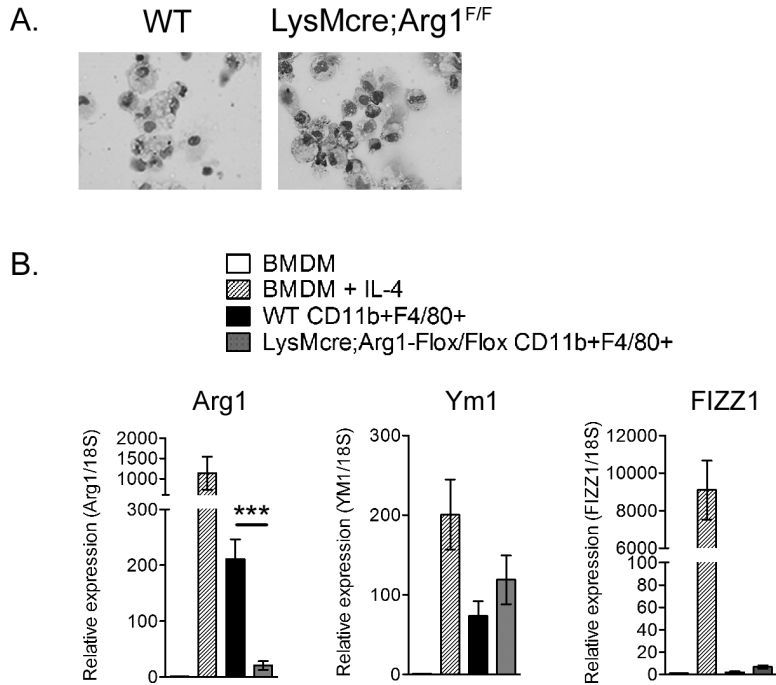 A.
WT LysMcre;Arg1F/F
B.
BMDM
BMDM + IL-4
WT CD11b+F4/80+
LysMcre;Arg1-Flox/Flox CD11b+F4/80+
Arg1
Relative expression (Arg1/18S)
2000
1500
1000
500
300
200
100
0
***
Ym1
Relative expression (YM1/18S)
300
200
100
0
FIZZ1
Relative expression (FIZZ1/18S)
12000
10000
8000
6000
100
80
60
40
20
0